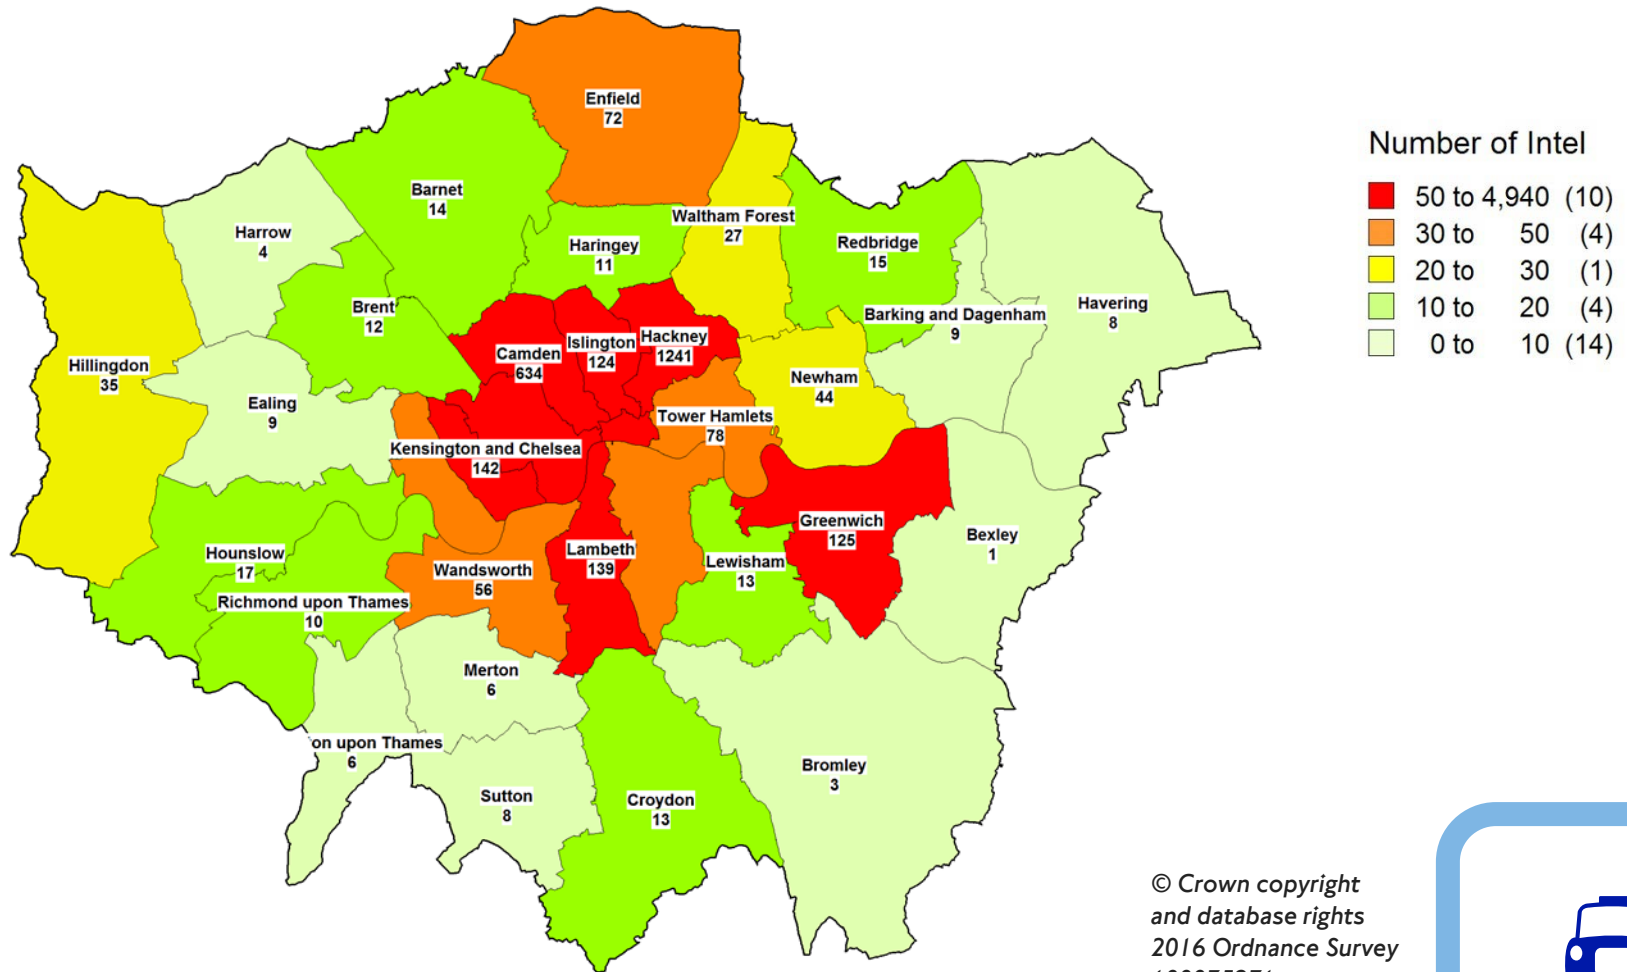 Enfield
72
Barnet
14
Waltham Forest
27
Harrow
4
Haringey
11
Redbridge
15
Brent
12
Havering
8
Barking and Dagenham
9
Islington
124
Hackney
1241
Camden
634
Hillingdon
35
Newham
44
Ealing
9
Tower Hamlets
78
Kensington and Chelsea
142
Greenwich
125
Bexley
1
Hounslow
17
Lambeth
139
Lewisham
13
Wandsworth
56
Richmond upon Thames
10
Merton
6
on upon Thames
6
Bromley
3
Sutton
8
Croydon
13
Number of Intel
50 to 4,940 (10)
30 to 50 (4)
20 to 30 (1)
10 to 20 (4)
0 to 10 (14)
© Crown copyright
and database rights
2016 Ordnance Survey